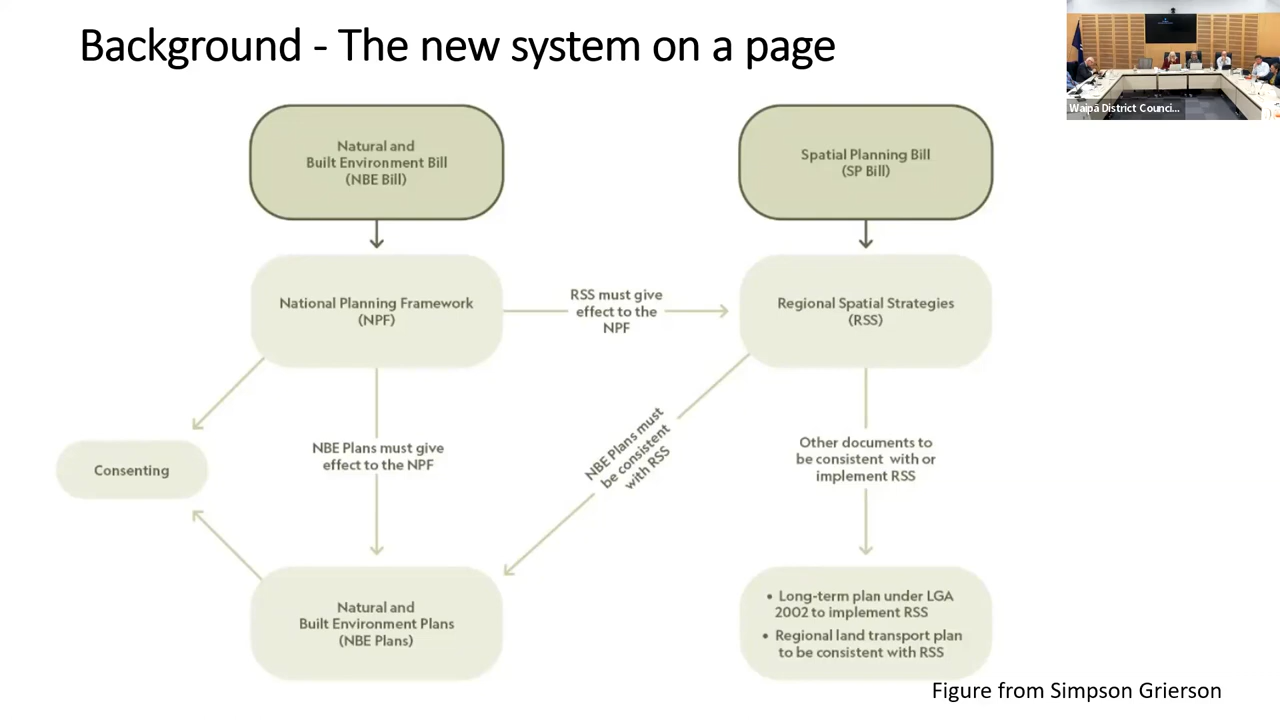 Background - The new system on a page
Waipā District Counci...
Natural and
Built Environment Bill
(NBE Bill)
Spatial Planning Bill
(SP Bill)
National Planning Framework
(NPF)
RSS must give
effect to the
NPF
Regional Spatial Strategies
(RSS)
Consenting
NBE Plans must give
effect to the NPF
NBE Plans must
be consistent
with RSS
Other documents to
be consistent with or
implement RSS
Natural and
Built Environment Plans
(NBE Plans)
• Long-term plan under LGA
2002 to implement RSS
• Regional land transport plan
to be consistent with RSS
Figure from Simpson Grierson